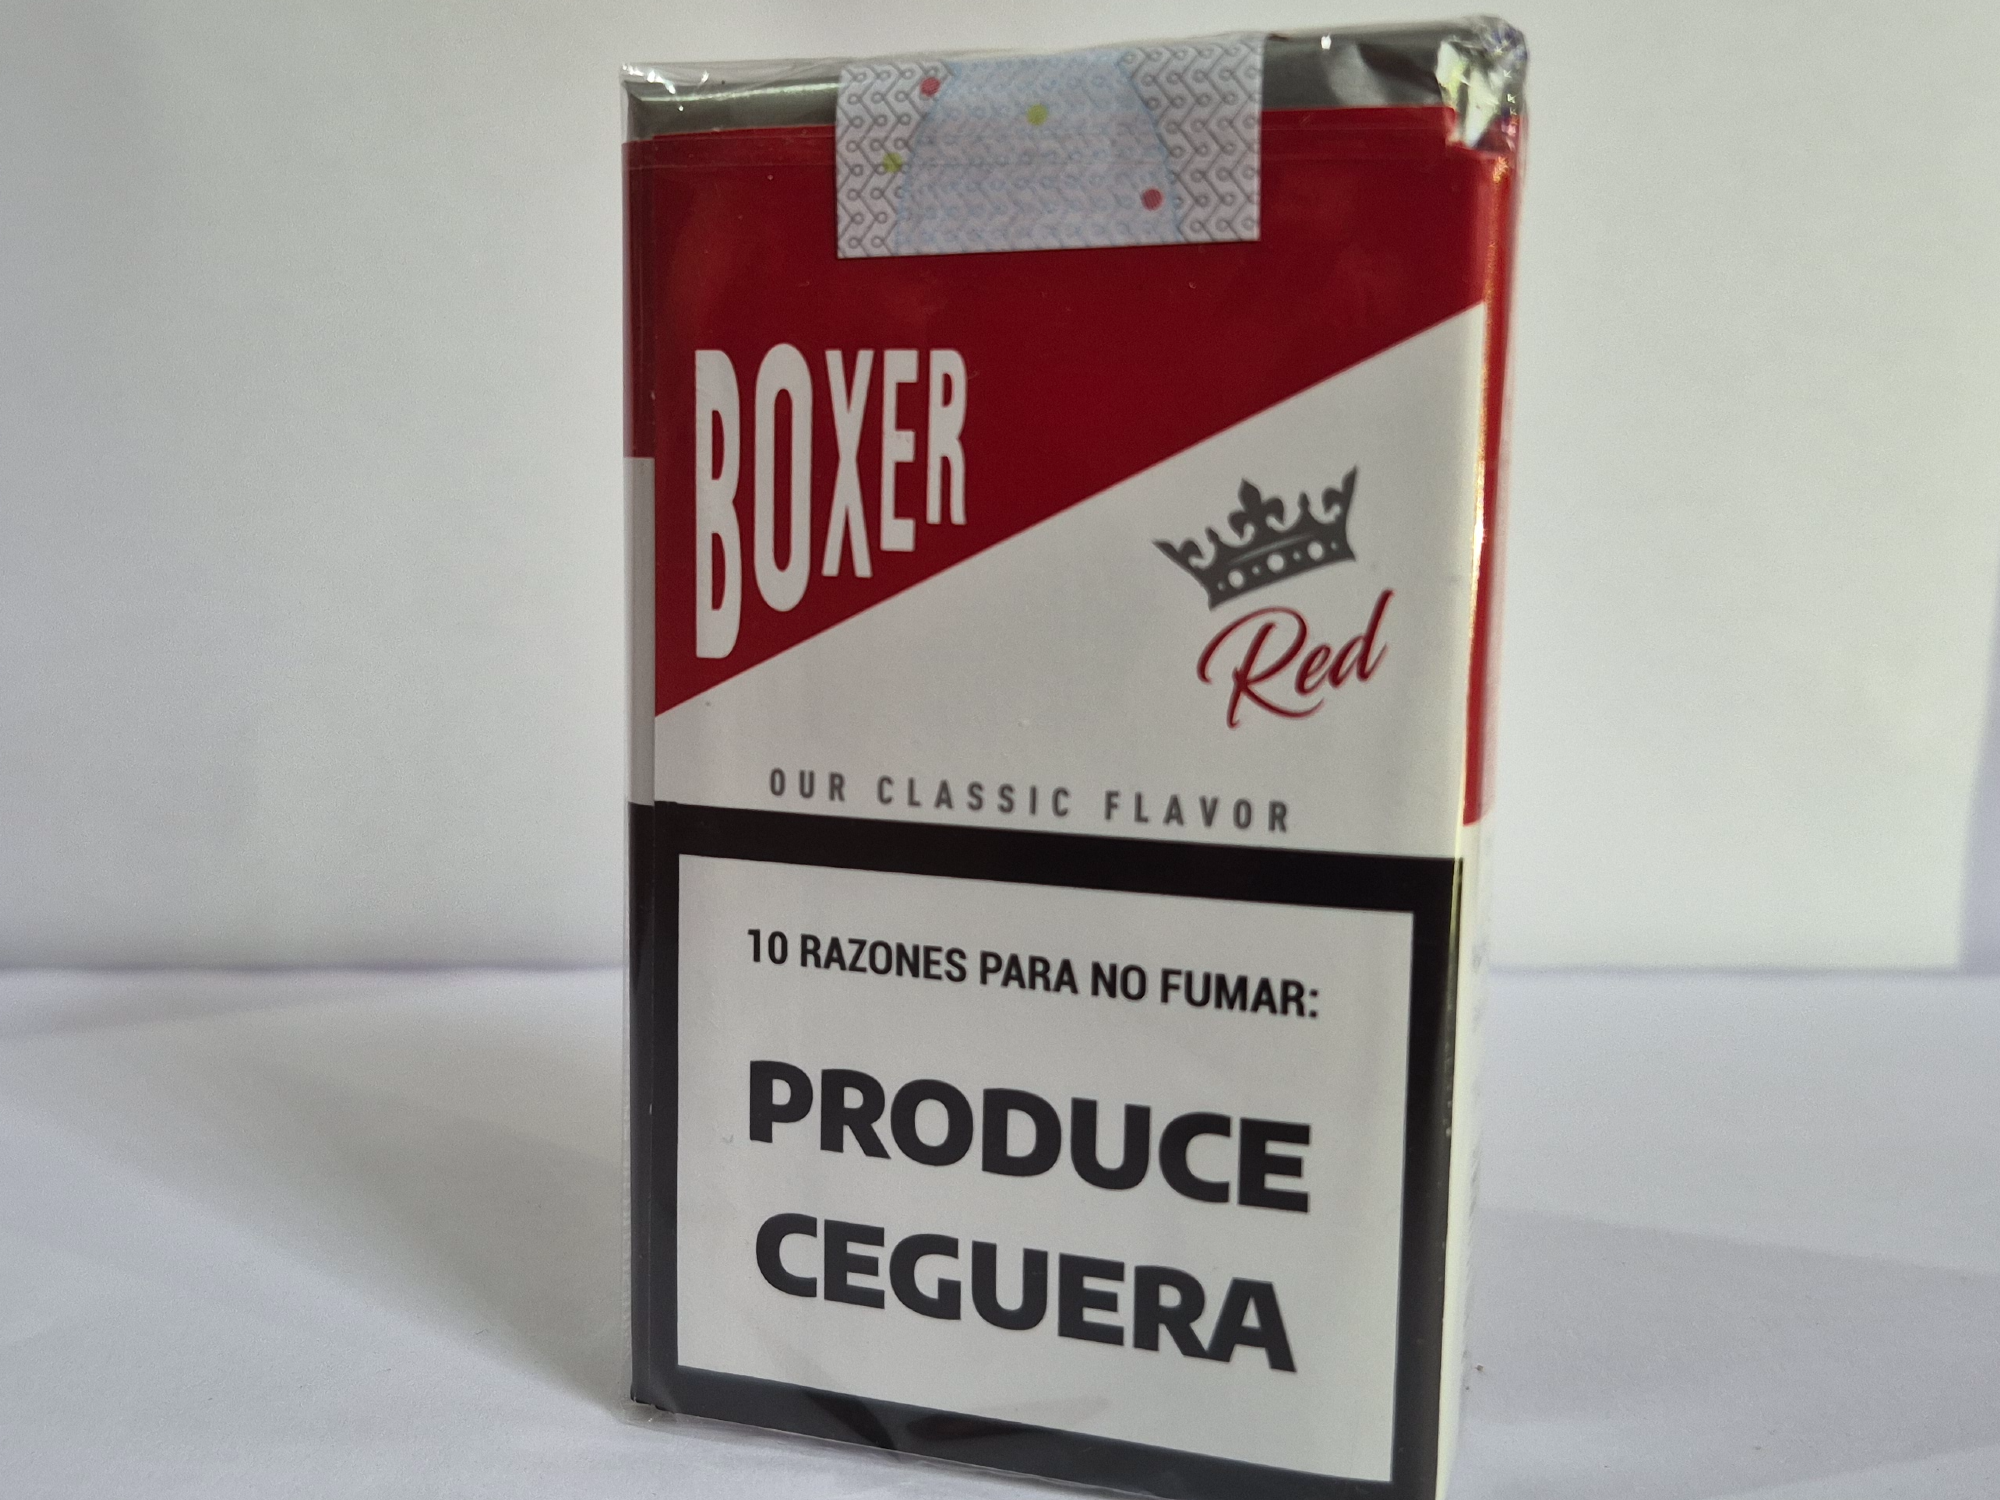 BOXER
Red
OUR CLASSIC FLAVOR
10 RAZONES PARA NO FUMAR:
PRODUCE
CEGUERA